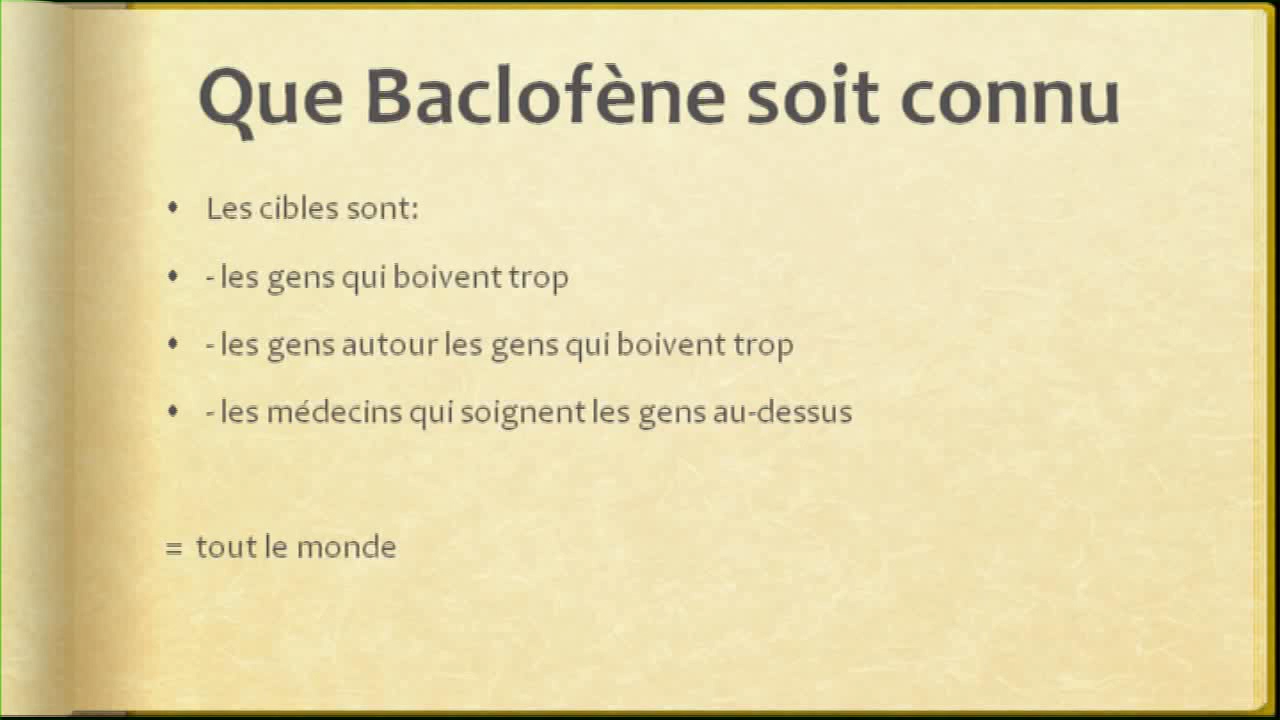 Que Baclofène soit connu
• Les cibles sont:
• - les gens qui boivent trop
• - les gens autour les gens qui boivent trop
• - les médecins qui soignent les gens au-dessus
= tout le monde